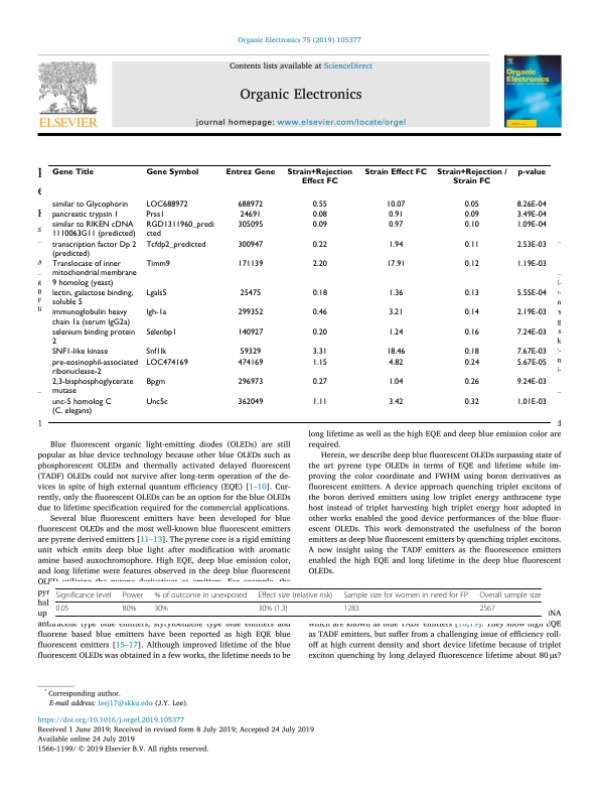 Organic Electronics 75 (2019) 105377
Contents lists available at ScienceDirect
Organic Electronics
journal homepage: www.elsevier.com/locate/orgel
ELSEVIER
Organic
Electronics
Gene Title Gene Symbol Entrez Gene Strain+Rejection Effect FC Strain Effect FC Strain+Rejection / Strain FC p-value
similar to Glycophorin LOC688972 688972 0.55 10.07 0.05 8.26E-04
pancreatic trypsin 1 Prss1 24691 0.08 0.91 0.09 3.49E-04
similar to RIKEN cDNA 1110063G11 (predicted) RGD1311960_predicted 305095 0.09 0.97 0.10 1.09E-04
transcription factor Dp 2 (predicted) Tcfdp2_predicted 300947 0.22 1.94 0.11 2.53E-03
Translocase of inner mitochondrial membrane 9 homolog (yeast) Timm9 171139 2.20 17.91 0.12 1.19E-03
lectin, galactose binding, soluble 5 Lgals5 25475 0.18 1.36 0.13 5.55E-04
immunoglobulin heavy chain 1a (serum IgG2a) Igh-1a 299352 0.46 3.21 0.14 2.19E-03
selenium binding protein 2 Selenbp1 140927 0.20 1.24 0.16 7.24E-03
SNF1-like kinase Snf1lk 59329 3.31 18.46 0.18 7.67E-03
pre-eosinophil-associated ribonuclease-2 LOC474169 474169 1.15 4.82 0.24 5.67E-05
2,3-bisphosphoglycerate mutase Bpgm 296973 0.27 1.04 0.26 9.24E-03
unc-5 homolog C (C. elegans) Unc5c 362049 1.11 3.42 0.32 1.01E-03
Blue fluorescent organic light-emitting diodes (OLEDs) are still
popular as blue device technology because other blue OLEDs such as
phosphorescent OLEDs and thermally activated delayed fluorescent
(TADF) OLEDs could not survive after long-term operation of the de-
vices in spite of high external quantum efficiency (EQE) [1–10]. Cur-
rently, only the fluorescent OLEDs can be an option for the blue OLEDs
due to lifetime specification required for the commercial applications.
Several blue fluorescent emitters have been developed for blue
fluorescent OLEDs and the most well-known blue fluorescent emitters
are pyrene derived emitters [11–13]. The pyrene core is a rigid emitting
unit which emits deep blue light after modification with aromatic
amine based auxochromophore. High EQE, deep blue emission color,
and long lifetime were features observed in the deep blue fluorescent
OLED utilizing the pyrene derivatives as emitters. For example, the
pyr
hal
up
anthracene type blue emitters, styrylbenzene type blue emitters and
fluorene based blue emitters have been reported as high EQE blue
fluorescent emitters [15–17]. Although improved lifetime of the blue
fluorescent OLEDs was obtained in a few works, the lifetime needs to be
long lifetime as well as the high EQE and deep blue emission color are
required.
Herein, we describe deep blue fluorescent OLEDs surpassing state of
the art pyrene type OLEDs in terms of EQE and lifetime while im-
proving the color coordinate and FWHM using boron derivatives as
fluorescent emitters. A device approach quenching triplet excitons of
the boron derived emitters using low triplet energy anthracene type
host instead of triplet harvesting high triplet energy host adopted in
other works enabled the good device performances of the blue fluor-
escent OLEDs. This work demonstrated the usefulness of the boron
emitters as deep blue fluorescent emitters by quenching triplet excitons.
A new insight using the TADF emitters as the fluorescence emitters
enabled the high EQE and long lifetime in the deep blue fluorescent
OLEDs.
Significance level Power % of outcome in unexposed Effect size (relative risk) Sample size for women in need for FP Overall sample size
0.05 80% 30% 30% (1.3) 1283 2567
which are known as blue TADF emitters [18,19]. They show high EQE
as TADF emitters, but suffer from a challenging issue of efficiency roll-
off at high current density and short device lifetime because of triplet
exciton quenching by long delayed fluorescence lifetime about 80 μs?
* Corresponding author.
E-mail address: leej17@skku.edu (J.Y. Lee).
https://doi.org/10.1016/j.orgel.2019.105377
Received 1 June 2019; Received in revised form 8 July 2019; Accepted 24 July 2019
Available online 24 July 2019
1566-1199/ © 2019 Elsevier B.V. All rights reserved.